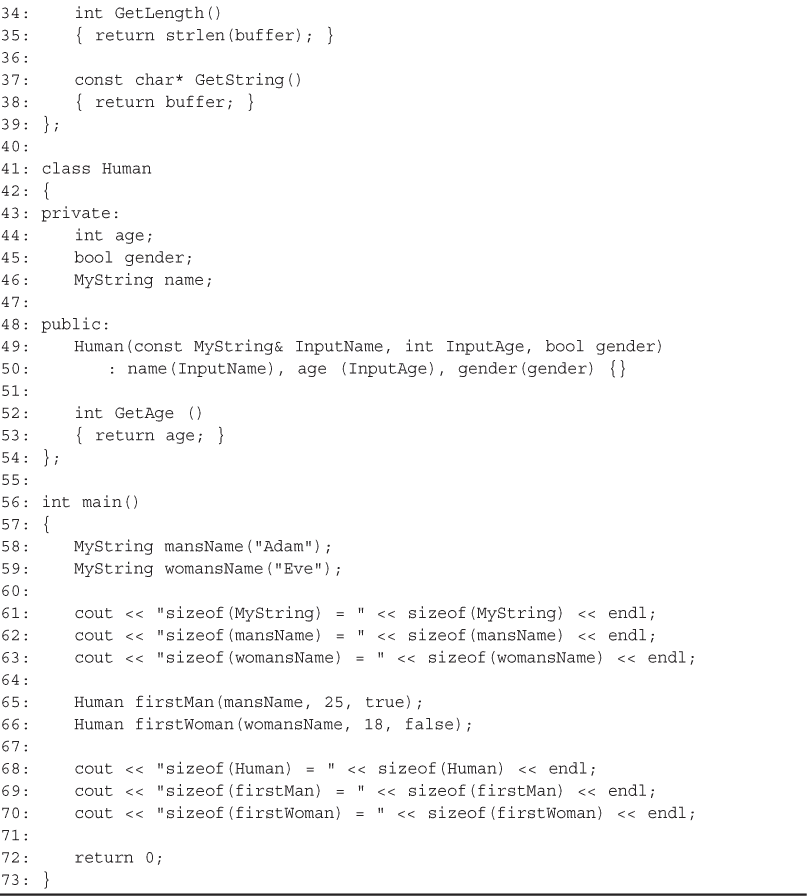 34:    int GetLength()
35:    { return strlen(buffer); }
36:
37:    const char* GetString()
38:    { return buffer; }
39: };
40:
41: class Human
42: {
43: private:
44:    int age;
45:    bool gender;
46:    MyString name;
47:
48: public:
49:    Human(const MyString& InputName, int InputAge, bool gender)
50:       : name(InputName), age (InputAge), gender(gender) {}
51:
52:    int GetAge ()
53:    { return age; }
54: };
55:
56: int main()
57: {
58:    MyString mansName("Adam");
59:    MyString womansName("Eve");
60:
61:    cout << "sizeof(MyString) = " << sizeof(MyString) << endl;
62:    cout << "sizeof(mansName) = " << sizeof(mansName) << endl;
63:    cout << "sizeof(womansName) = " << sizeof(womansName) << endl;
64:
65:    Human firstMan(mansName, 25, true);
66:    Human firstWoman(womansName, 18, false);
67:
68:    cout << "sizeof(Human) = " << sizeof(Human) << endl;
69:    cout << "sizeof(firstMan) = " << sizeof(firstMan) << endl;
70:    cout << "sizeof(firstWoman) = " << sizeof(firstWoman) << endl;
71:
72:    return 0;
73: }